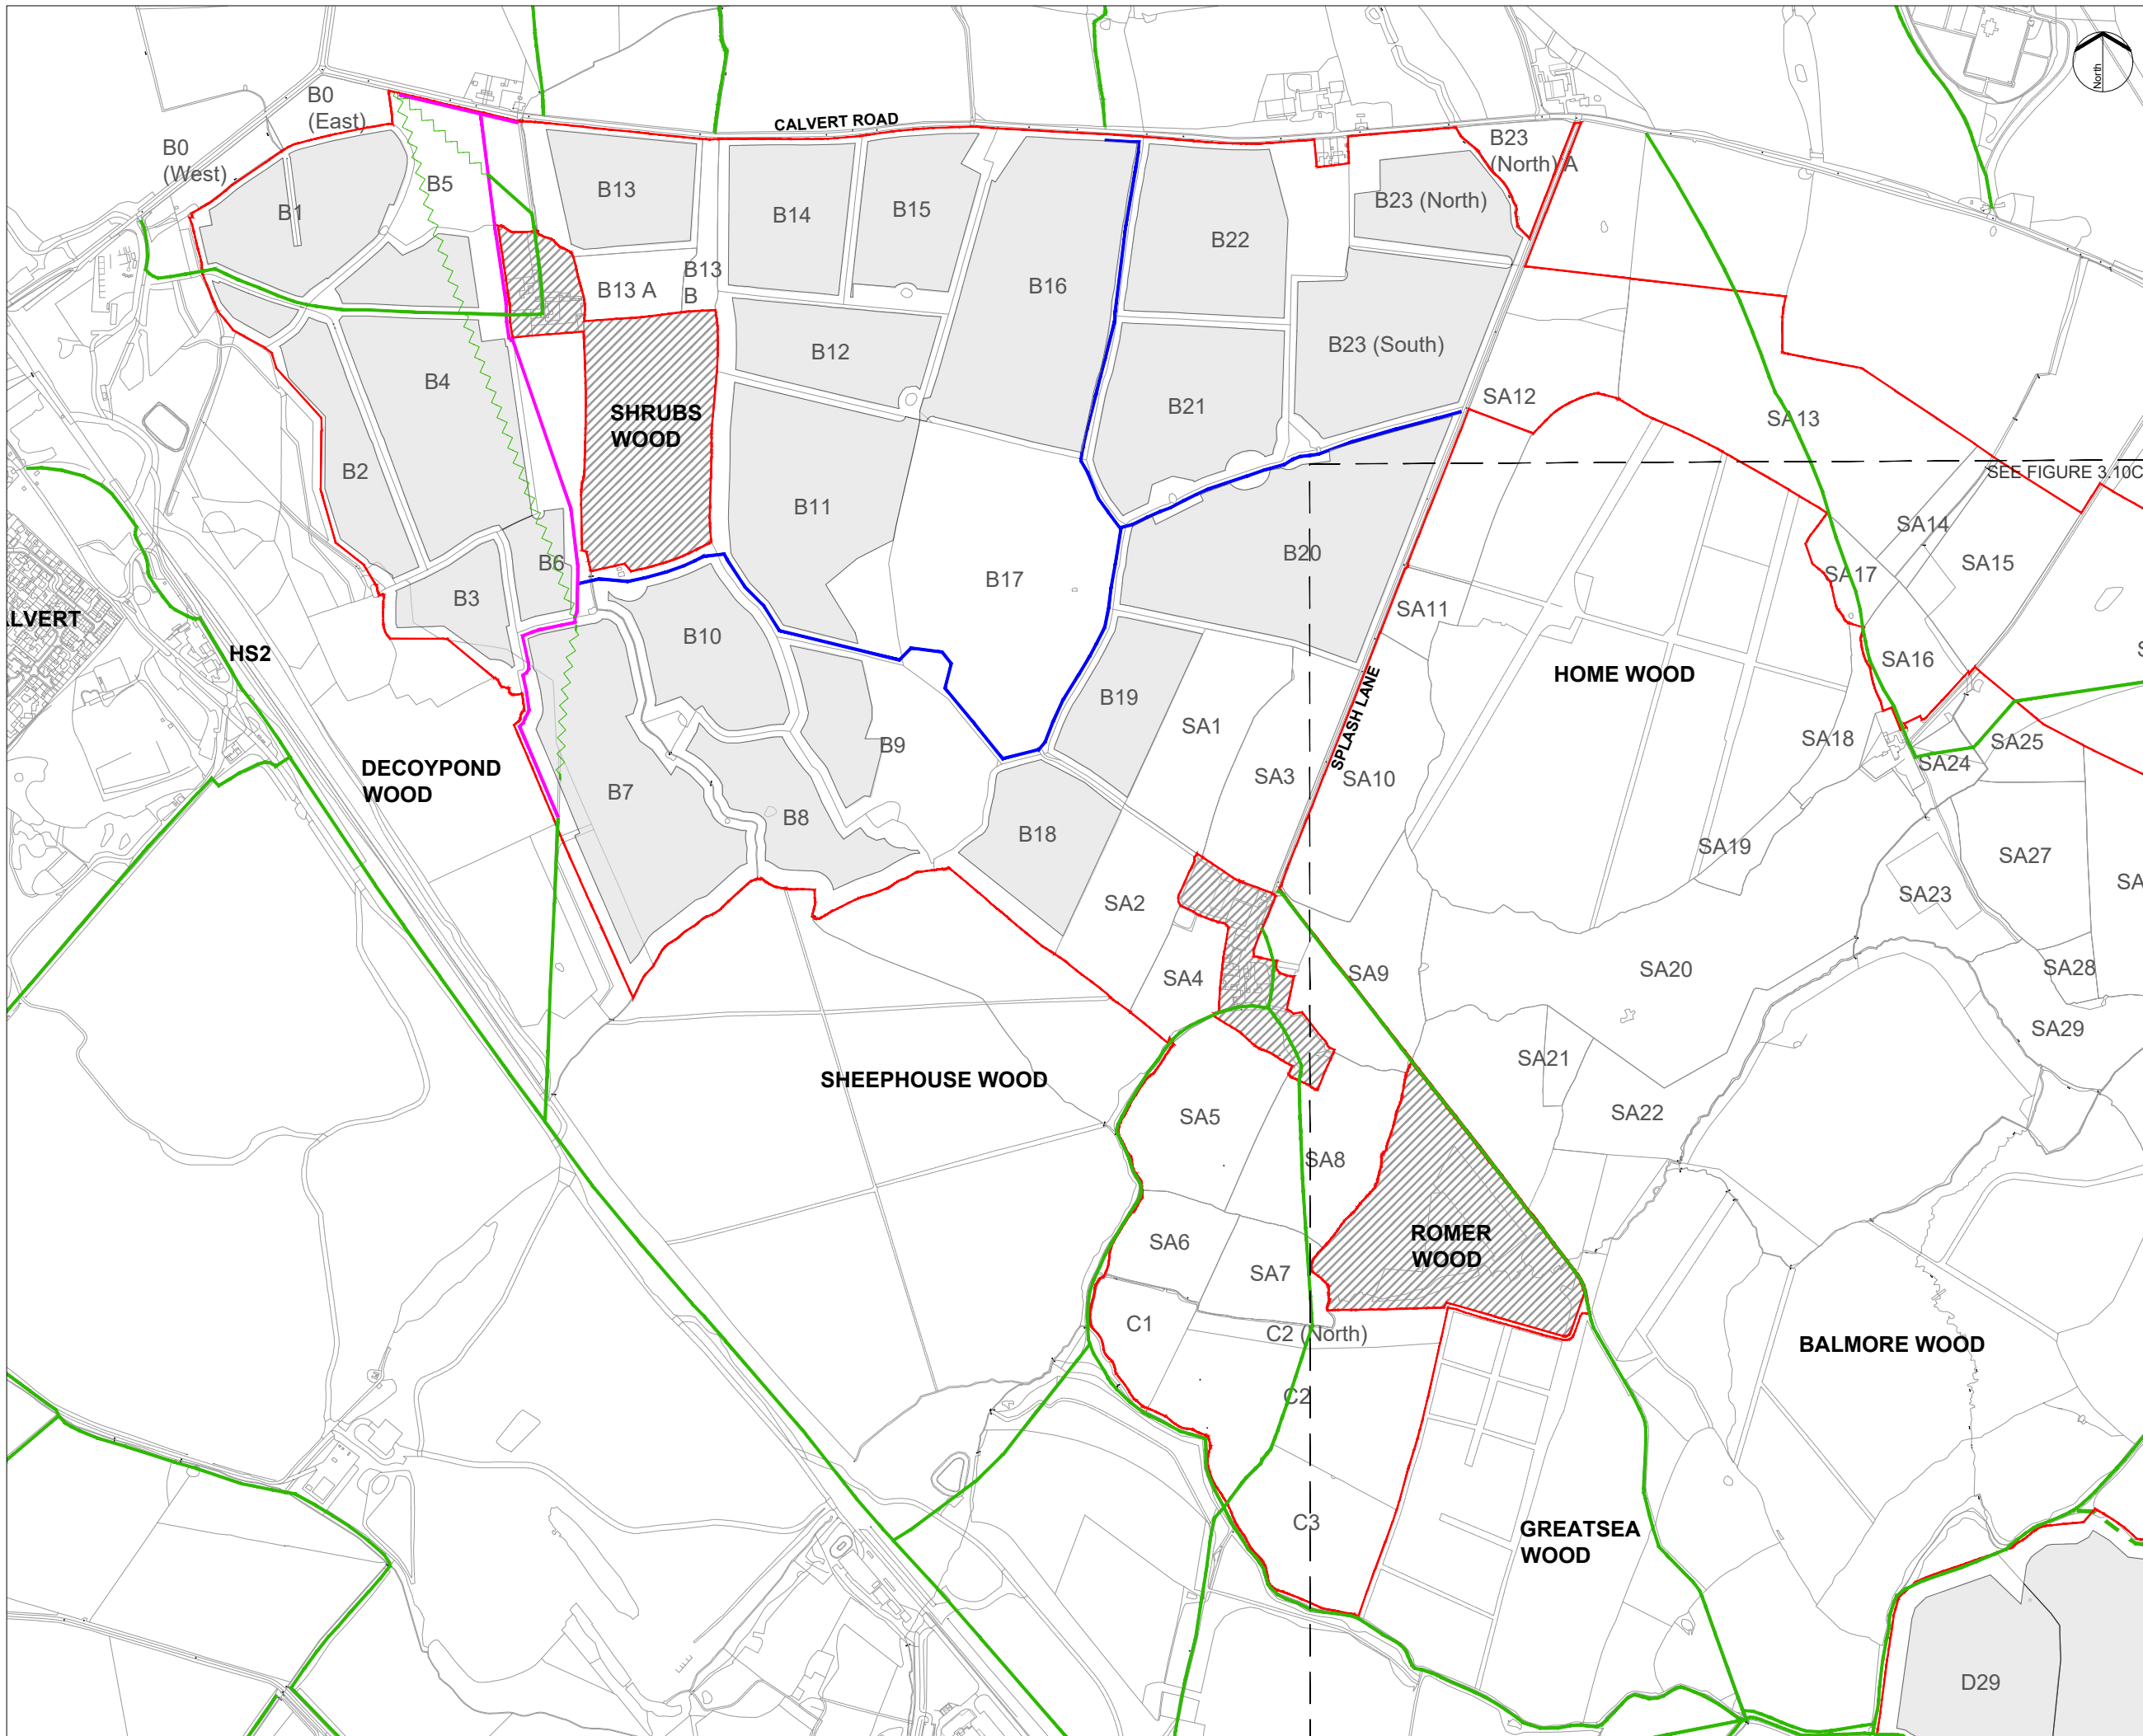 North
B0
(East)
CALVERT ROAD
B0
(West)
B23
(North) A
B5
B13
B14
B15
B23 (North)
B1
B22
B13
B
B13 A
B16
B23 (South)
B12
B4
SA12
SHRUBS
WOOD
B21
SA13
B2
SEE FIGURE 3.10C
B11
SA14
B20
B6
B17
SA15
SA17
B3
SA11
LVERT
B10
HS2
SA16
HOME WOOD
SPLASH LANE
B19
SA1
SA18
SA25
B9
DECOYPOND
WOOD
SA3
SA10
SA24
B7
B8
B18
SA19
SA27
SA
SA2
SA23
SA4
SA9
SA20
SA28
SA29
SHEEPHOUSE WOOD
SA21
SA5
SA22
SA8
SA6
SA7
ROMER
WOOD
C1
C2 (North)
BALMORE WOOD
C2
C3
GREATSEA
WOOD
D29